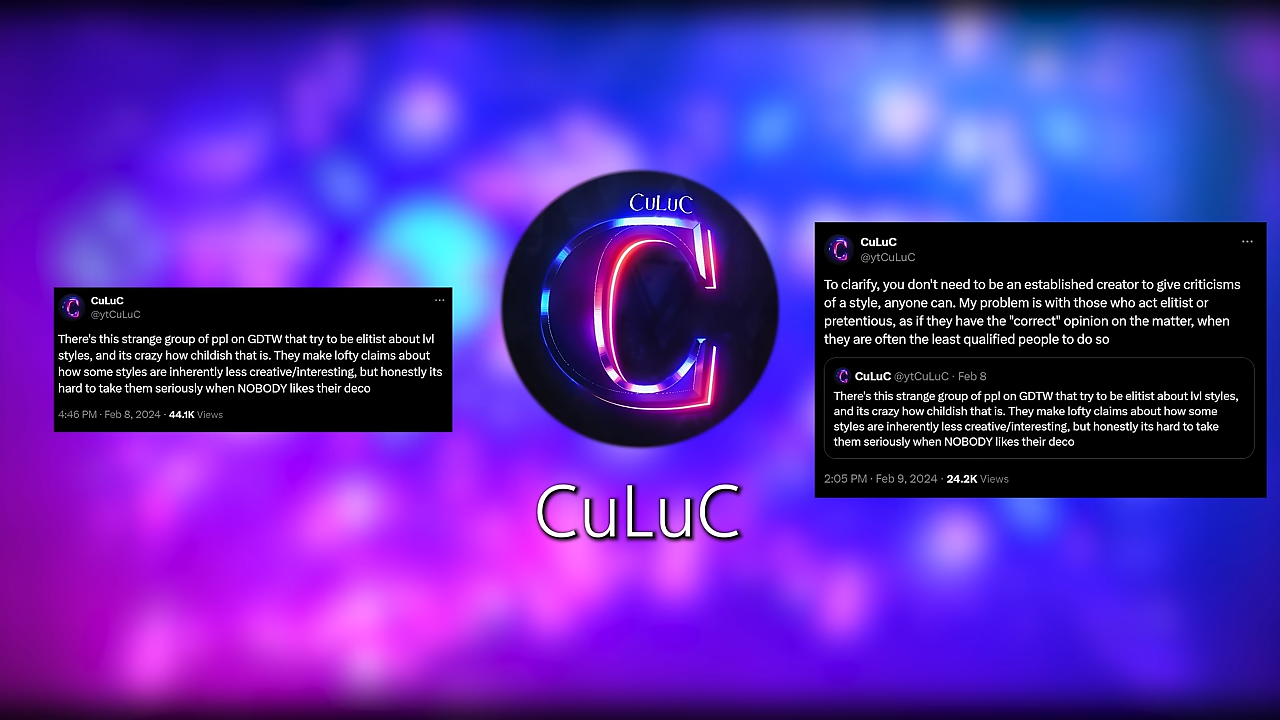 CuLuC
@ytCuLuC
There's this strange group of ppl on GDTW that try to be elitist about lvl
styles, and its crazy how childish that is. They make lofty claims about
how some styles are inherently less creative/interesting, but honestly its
hard to take them seriously when NOBODY likes their deco
4:46 PM · Feb 8, 2024 · 44.1K Views
CuLuC
C
CuLuC
CuLuC
@ytCuLuC
To clarify, you don't need to be an established creator to give criticisms
of a style, anyone can. My problem is with those who act elitist or
pretentious, as if they have the "correct" opinion on the matter, when
they are often the least qualified people to do so
CuLuC @ytCuLuC · Feb 8
There's this strange group of ppl on GDTW that try to be elitist about lvl styles,
and its crazy how childish that is. They make lofty claims about how some
styles are inherently less creative/interesting, but honestly its hard to take
them seriously when NOBODY likes their deco
2:05 PM · Feb 9, 2024 · 24.2K Views